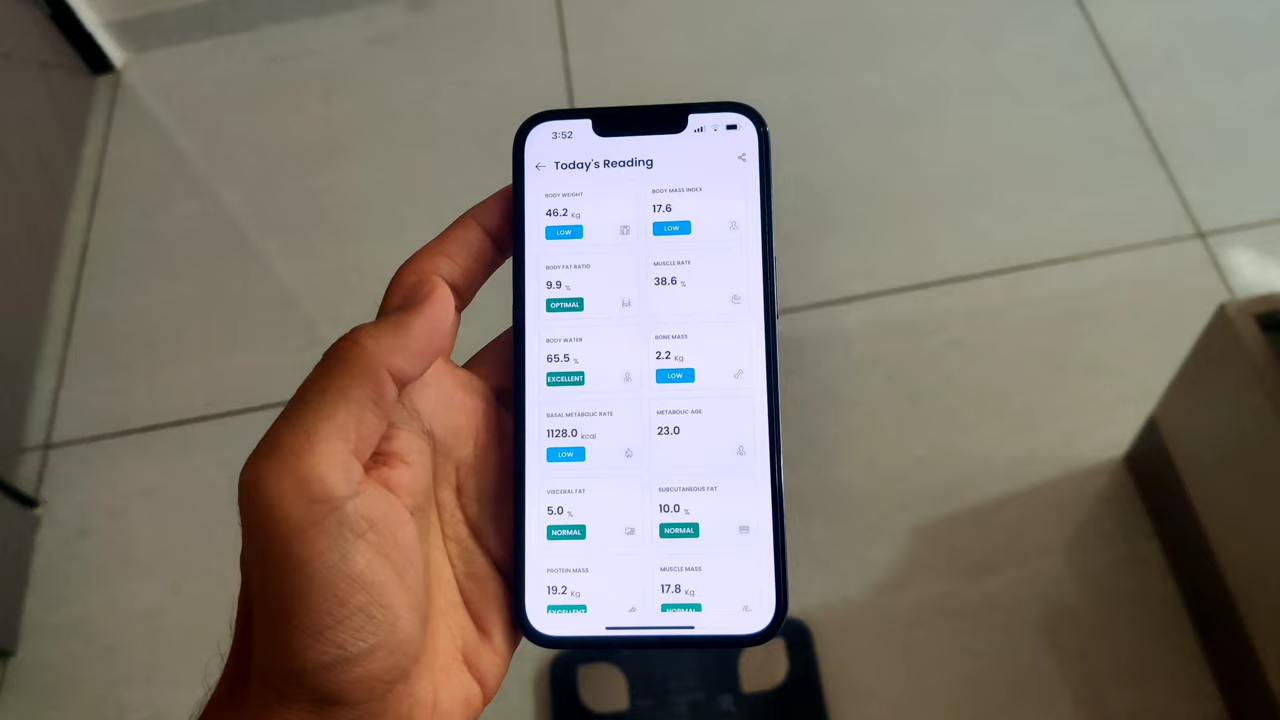 3:52
Today's Reading
BODY WEIGHT
46.2 Kg
LOW
BODY MASS INDEX
17.6
LOW
BODY FAT RATIO
9.9 %
OPTIMAL
MUSCLE RATE
38.6 %
BODY WATER
65.5 %
EXCELLENT
BONE MASS
2.2 Kg
LOW
BASAL METABOLIC RATE
1128.0 kcal
LOW
METABOLIC AGE
23.0
VISCERAL FAT
5.0 %
NORMAL
SUBCUTANEOUS FAT
10.0 %
NORMAL
PROTEIN MASS
19.2 Kg
EXCELLENT
MUSCLE MASS
17.8 Kg
NORMAL